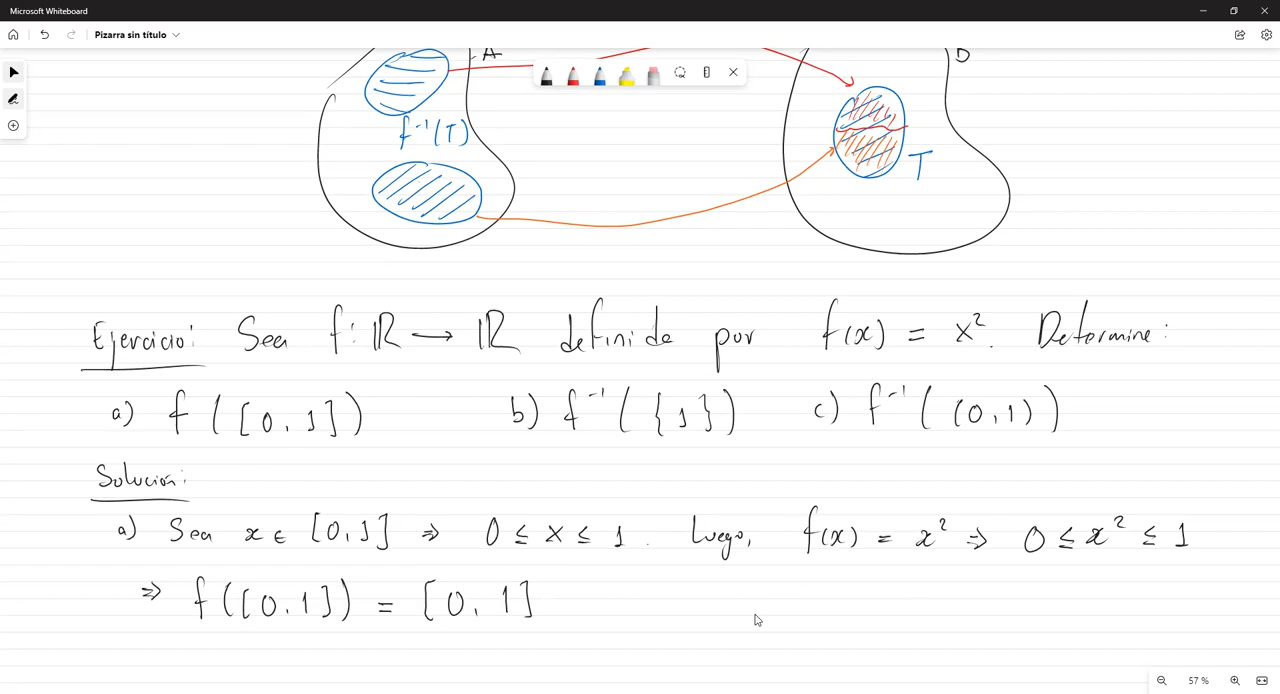 Microsoft Whiteboard
Pizarra sin título
A
f⁻¹(T)
T
Ejercicio: Sea f: ℝ → ℝ definida por f(x) = x². Determine:
a) f([0, 1]) b) f⁻¹({1}) c) f⁻¹((0,1))
Solución:
a) Sea x ∈ [0,1] ⇒ 0 ≤ x ≤ 1. Luego, f(x) = x² ⇒ 0 ≤ x² ≤ 1
⇒ f([0,1]) = [0, 1]
57 %